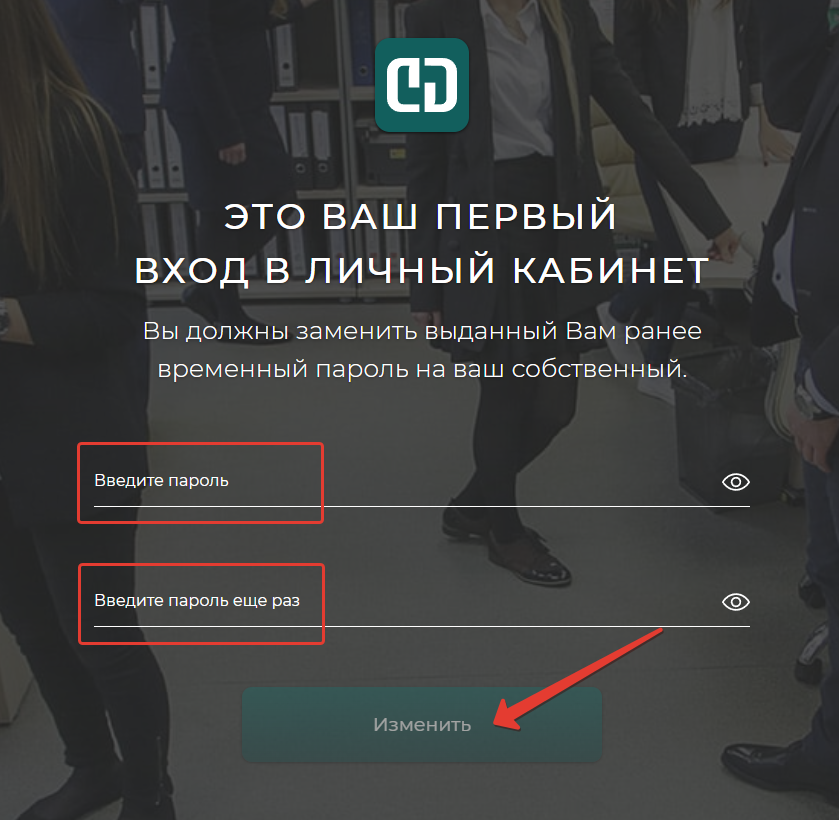 ЭТО ВАШ ПЕРВЫЙ
ВХОД В ЛИЧНЫЙ КАБИНЕТ
Вы должны заменить выданный Вам ранее
временный пароль на ваш собственный.
Введите пароль
Введите пароль еще раз
Изменить